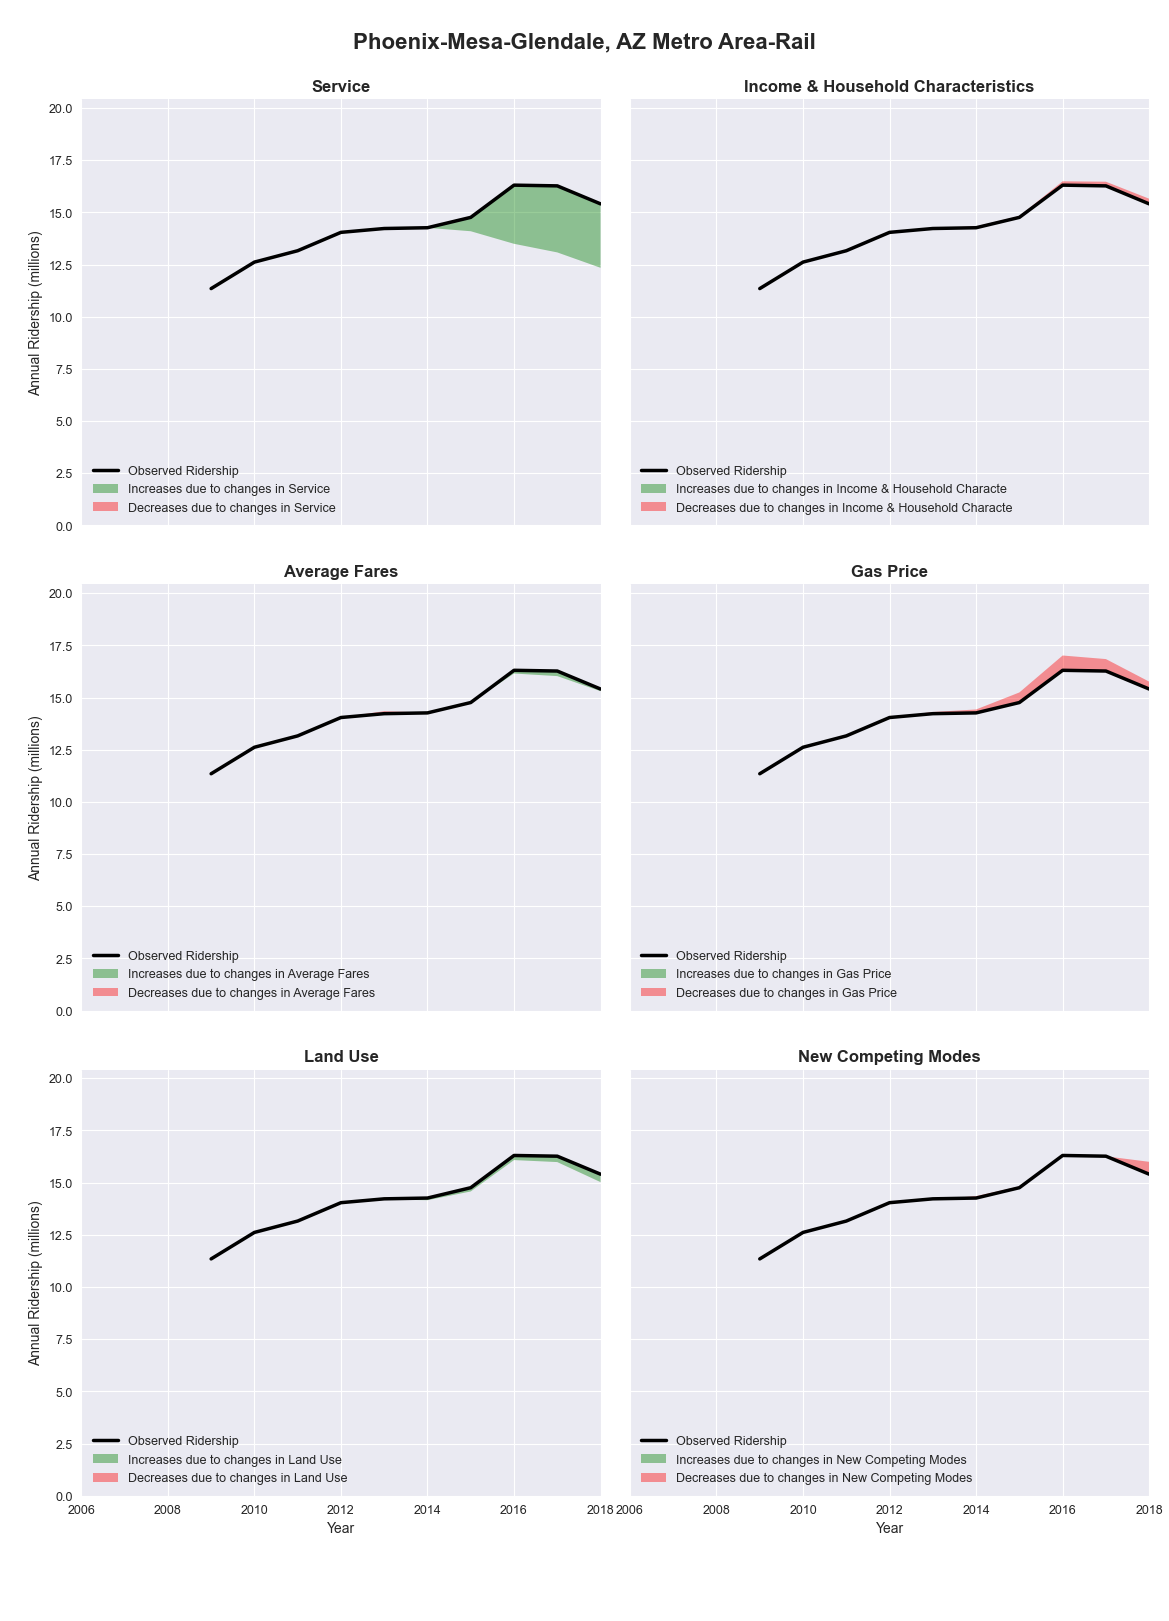 Phoenix-Mesa-Glendale, AZ Metro Area-Rail
Service
20.0
17.5
15.0
12.5
10.0
7.5
5.0
2.5
0.0
Annual Ridership (millions)
Observed Ridership
Increases due to changes in Service
Decreases due to changes in Service
Income & Household Characteristics
Observed Ridership
Increases due to changes in Income & Household Characte
Decreases due to changes in Income & Household Characte
Average Fares
20.0
17.5
15.0
12.5
10.0
7.5
5.0
2.5
0.0
Annual Ridership (millions)
Observed Ridership
Increases due to changes in Average Fares
Decreases due to changes in Average Fares
Gas Price
Observed Ridership
Increases due to changes in Gas Price
Decreases due to changes in Gas Price
Land Use
20.0
17.5
15.0
12.5
10.0
7.5
5.0
2.5
0.0
Annual Ridership (millions)
Observed Ridership
Increases due to changes in Land Use
Decreases due to changes in Land Use
2006 2008 2010 2012 2014 2016 2018
Year
New Competing Modes
Observed Ridership
Increases due to changes in New Competing Modes
Decreases due to changes in New Competing Modes
2006 2008 2010 2012 2014 2016 2018
Year